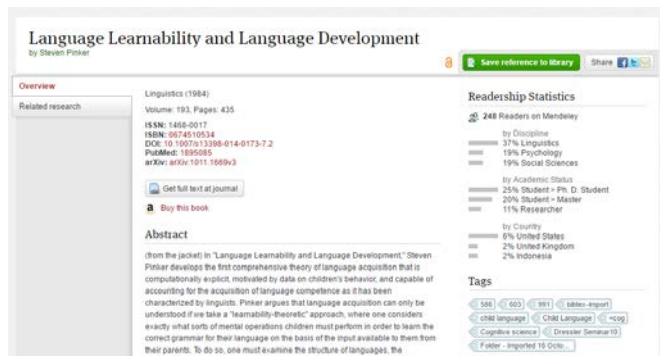 Language Learnability and Language Development
by Steven Pinker
Save reference to library
Share
Overview
Related research
Linguistics (1984)
Volume: 193, Pages: 435
ISSN: 1468-0017
ISBN: 0674510534
DOI: 10.1007/s13398-014-0173-7.2
PubMed: 1895085
arXiv: arXiv:1011.1669v3
Get full text at journal
a Buy this book
Abstract
(from the jacket) In "Language Learnability and Language Development," Steven
Pinker develops the first comprehensive theory of language acquisition that is
computationally explicit, motivated by data on children's behavior, and capable of
accounting for the acquisition of language competence as it has been
characterized by linguists. Pinker argues that language acquisition can only be
understood if we take a "learnability-theoretic" approach, where one considers
exactly what sorts of mental operations children must perform in order to learn the
correct grammar for their language on the basis of the input available to them from
their parents. To do so, one must examine the structure of languages, the
Readership Statistics
248 Readers on Mendeley
by Discipline
37% Linguistics
19% Psychology
19% Social Sciences
by Academic Status
25% Student > Ph. D. Student
20% Student > Master
11% Researcher
by Country
6% United States
2% United Kingdom
2% Indonesia
Tags
586 603 991 bibtex-import
child language Child Language =cog
Cognitive science Dressler Seminar10
Folder - Imported 16 Octo...